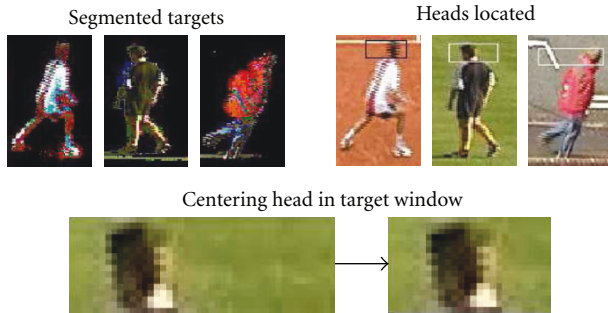 Segmented targets
Heads located
Centering head in target window